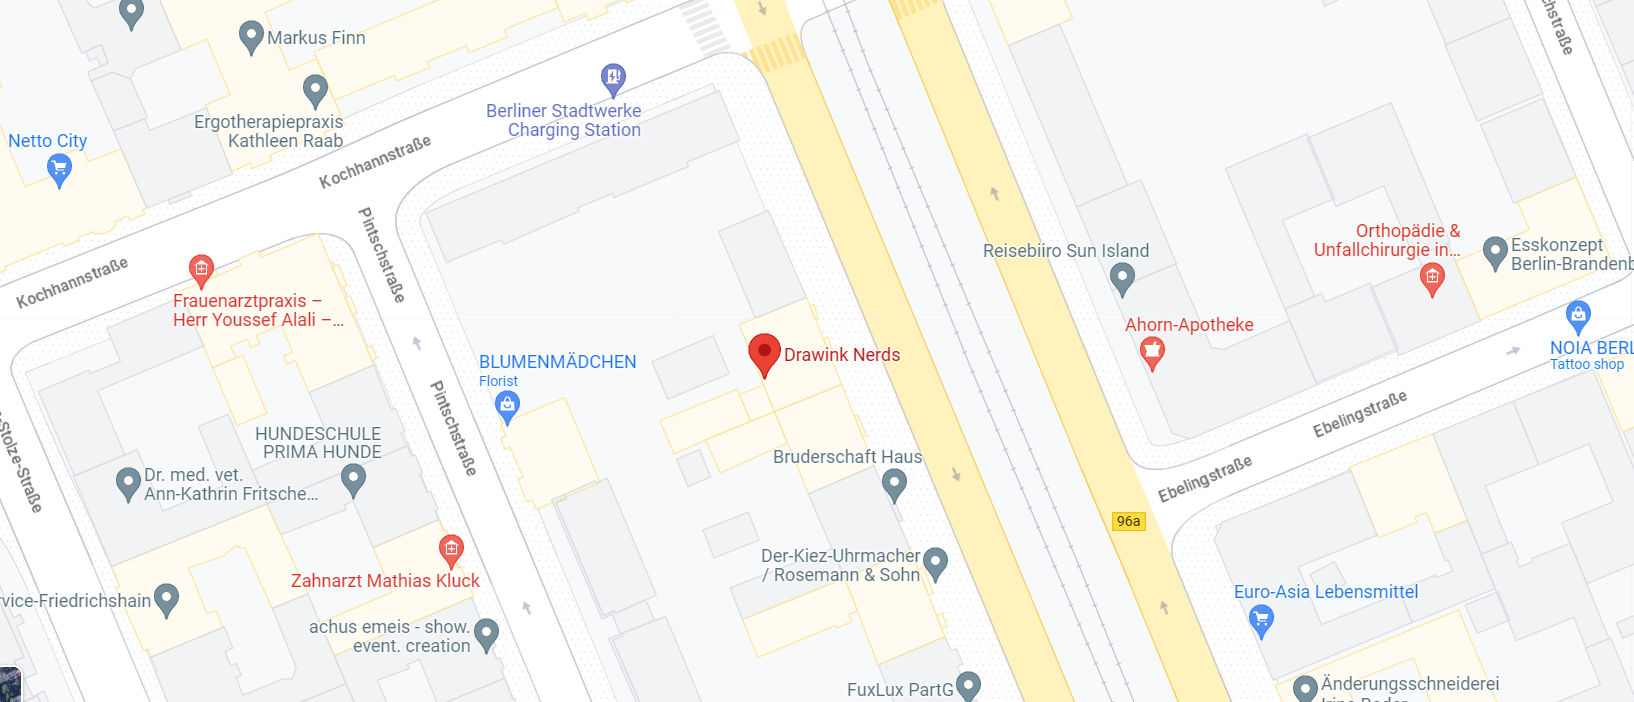 Markus Finn
Ergotherapiepraxis
Kathleen Raab
Netto City
Berliner Stadtwerke
Charging Station
Kochhannstraße
Kochhannstraße
Pintschstraße
Pintschstraße
Frauenarztpraxis –
Herr Youssef Alali –...
BLUMENMÄDCHEN
Florist
HUNDESCHULE
PRIMA HUNDE
Dr. med. vet.
Ann-Kathrin Fritsche...
-Stolze-Straße
Zahnarzt Mathias Kluck
rvice-Friedrichshain
achus emeis - show.
event. creation
Drawink Nerds
Bruderschaft Haus
Der-Kiez-Uhrmacher
/ Rosemann & Sohn
FuxLux PartG
96a
Reisebiiro Sun Island
Ahorn-Apotheke
Orthopädie &
Unfallchirurgie in...
Esskonzept
Berlin-Brandenb
chstraße
NOIA BERL
Tattoo shop
Ebelingstraße
Ebelingstraße
Euro-Asia Lebensmittel
Änderungsschneiderei